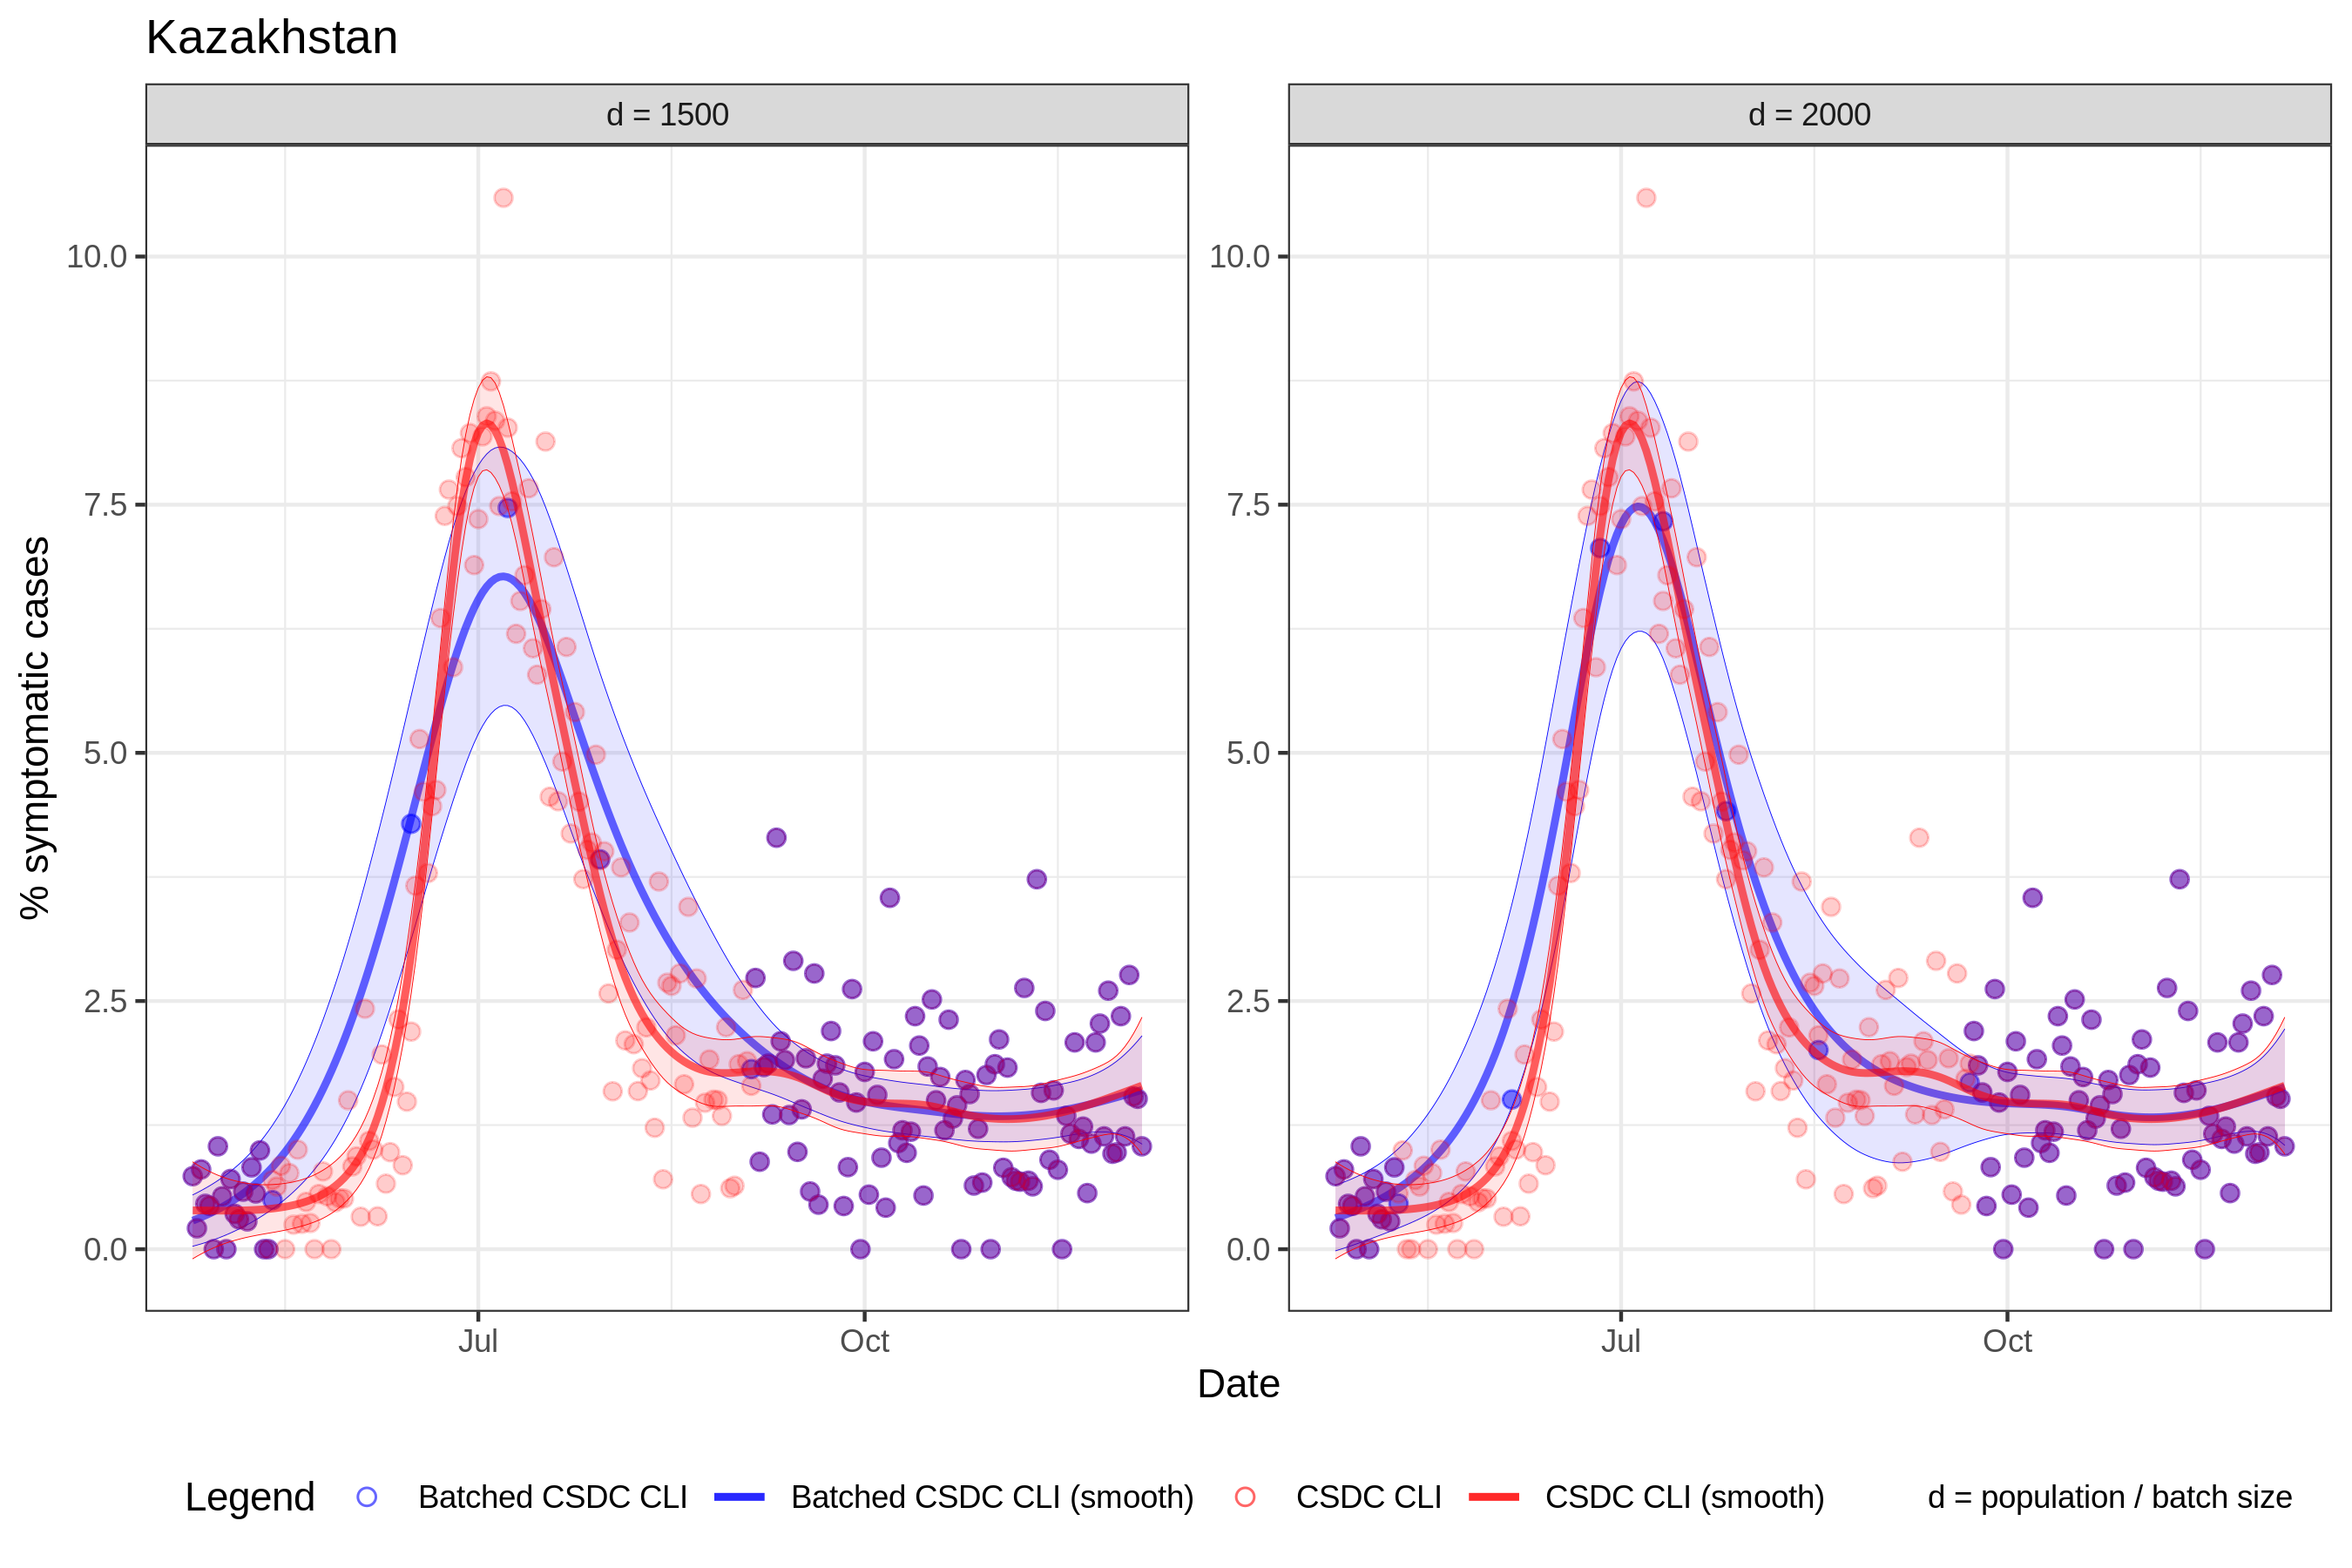 Kazakhstan
d = 1500
d = 2000
% symptomatic cases
10.0
7.5
5.0
2.5
0.0
10.0
7.5
5.0
2.5
0.0
Jul
Oct
Jul
Oct
Date
Legend
Batched CSDC CLI
Batched CSDC CLI (smooth)
CSDC CLI
CSDC CLI (smooth)
d = population / batch size